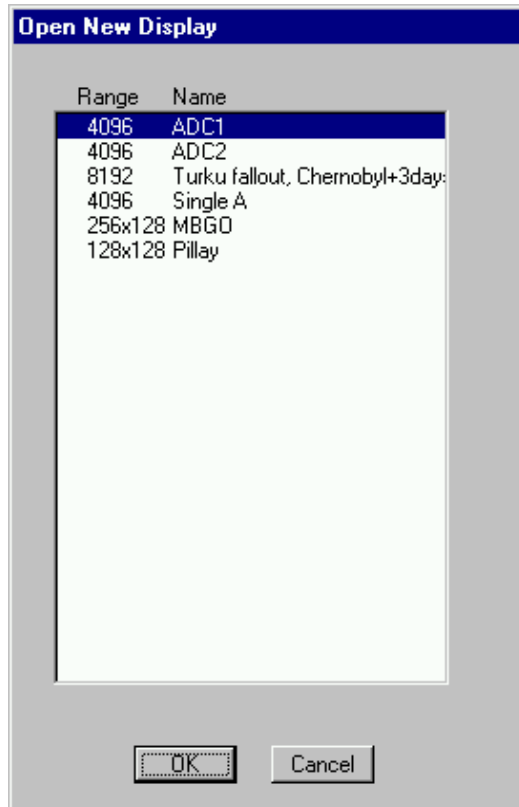 Open New Display
Range Name
4096 ADC1
4096 ADC2
8192 Turku fallout, Chernobyl+3day
4096 Single A
256x128 MBGO
128x128 Pillay
OK Cancel